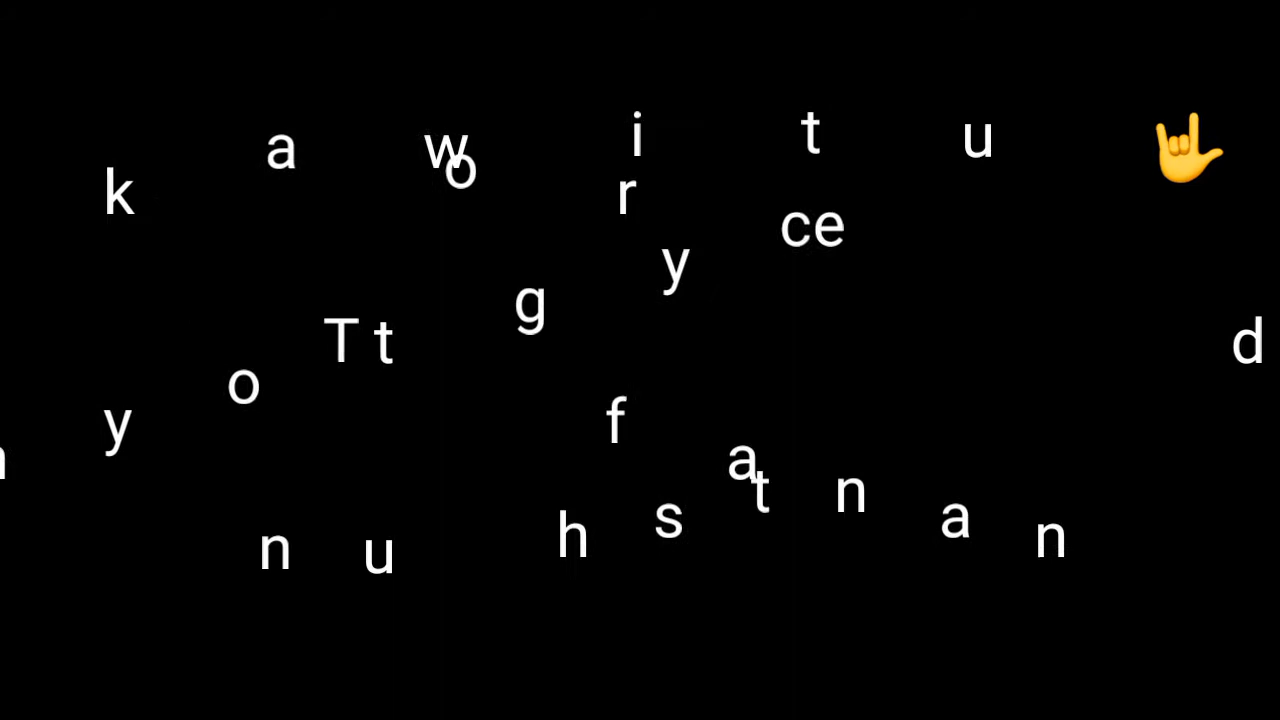 k a w o i r t u 🤟
y ce
g
T t d
o
y f
a
t n
s a
n u h n